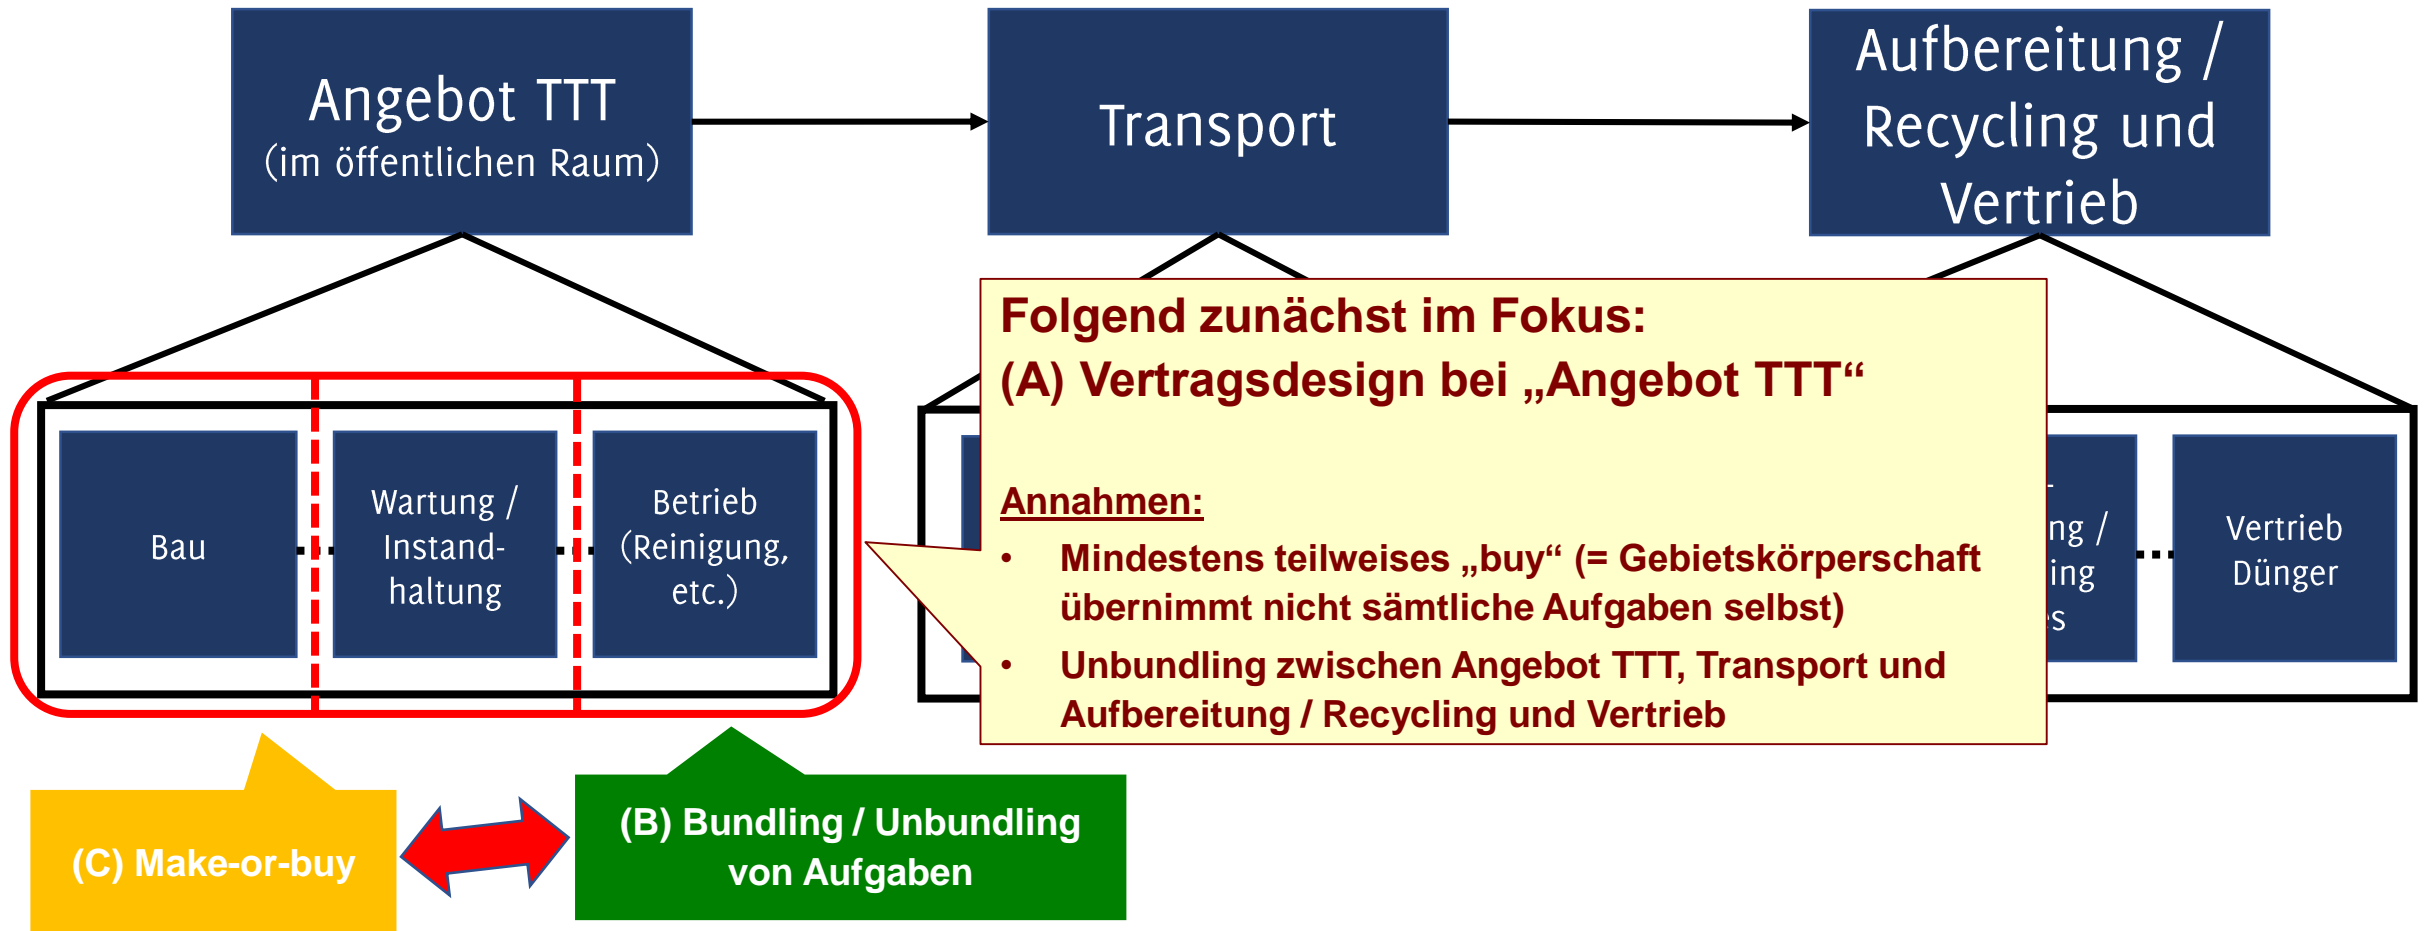 Angebot TTT
(im öffentlichen Raum)
Transport
Aufbereitung /
Recycling und
Vertrieb
Folgend zunächst im Fokus:
(A) Vertragsdesign bei „Angebot TTT“
Annahmen:
• Mindestens teilweises „buy“ (= Gebietskörperschaft
übernimmt nicht sämtliche Aufgaben selbst)
• Unbundling zwischen Angebot TTT, Transport und
Aufbereitung / Recycling und Vertrieb
Bau
Wartung /
Instand-
haltung
Betrieb
(Reinigung,
etc.)
Vertrieb
Dünger
(C) Make-or-buy
(B) Bundling / Unbundling
von Aufgaben